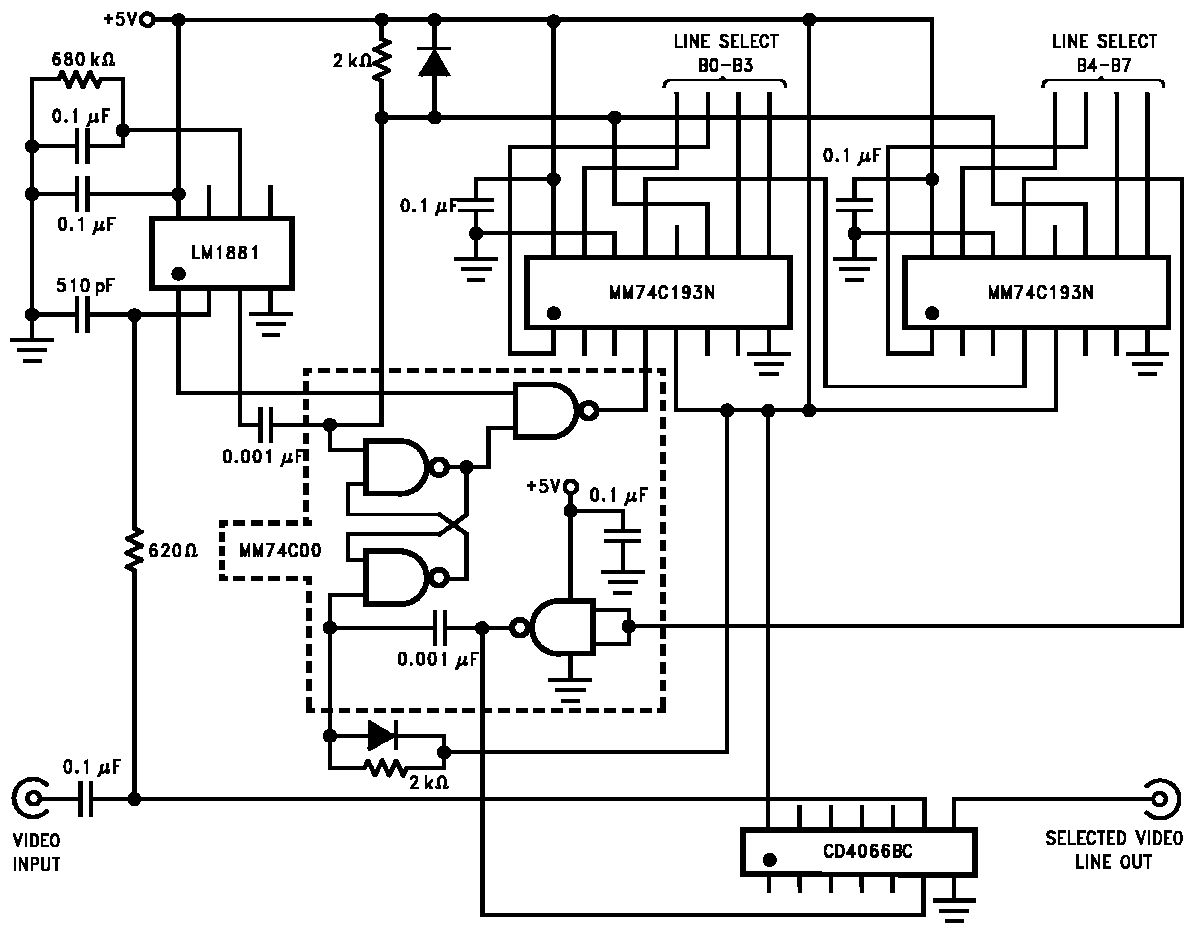 +5V
680 kΩ
2 kΩ
LINE SELECT
B0-B3
LINE SELECT
B4-B7
0.1 µF
0.1 µF
0.1 µF
0.1 µF
LM1881
510 pF
MM74C193N
MM74C193N
0.001 µF
+5V
0.1 µF
620Ω
MM74C00
0.001 µF
2 kΩ
0.1 µF
VIDEO
INPUT
CD4066BC
SELECTED VIDEO
LINE OUT